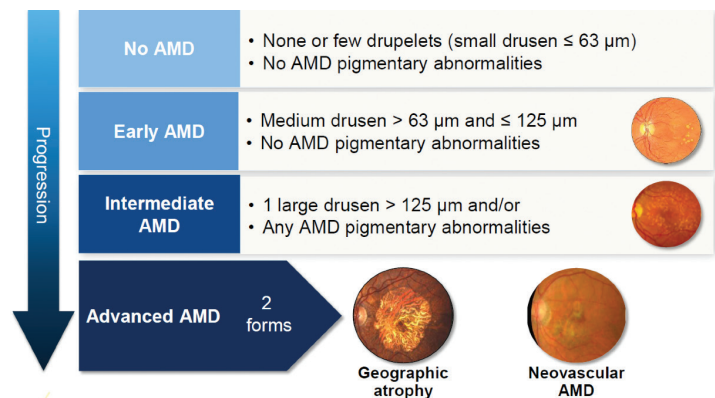 Progression
No AMD
• None or few drupelets (small drusen ≤ 63 μm)
• No AMD pigmentary abnormalities
Early AMD
• Medium drusen > 63 μm and ≤ 125 μm
• No AMD pigmentary abnormalities
Intermediate
AMD
• 1 large drusen > 125 μm and/or
• Any AMD pigmentary abnormalities
Advanced AMD
2
forms
Geographic
atrophy
Neovascular
AMD